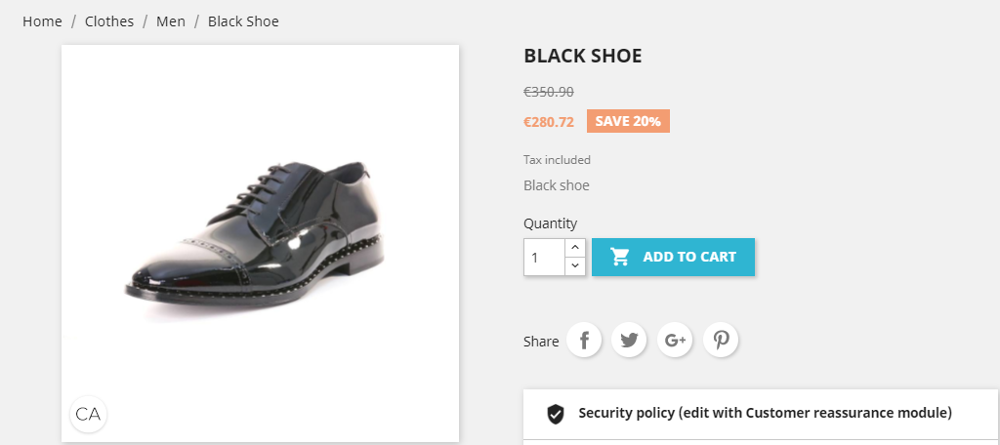 Home / Clothes / Men / Black Shoe
BLACK SHOE
€350.90
€280.72 SAVE 20%
Tax included
Black shoe
Quantity
1 ADD TO CART
Share
CA
Security policy (edit with Customer reassurance module)